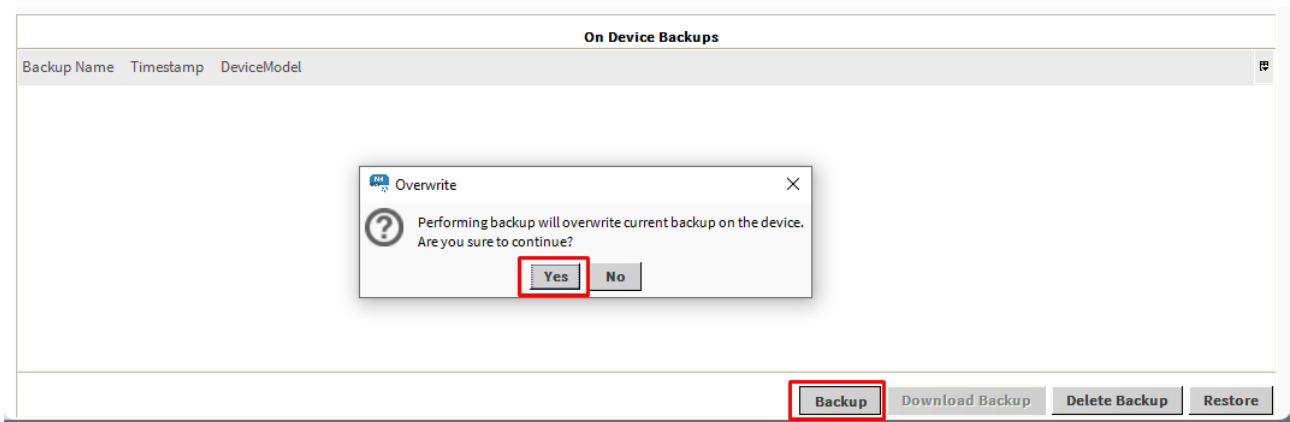 On Device Backups
Backup Name Timestamp DeviceModel
N4 Overwrite
Performing backup will overwrite current backup on the device.
Are you sure to continue?
Yes No
Backup Download Backup Delete Backup Restore